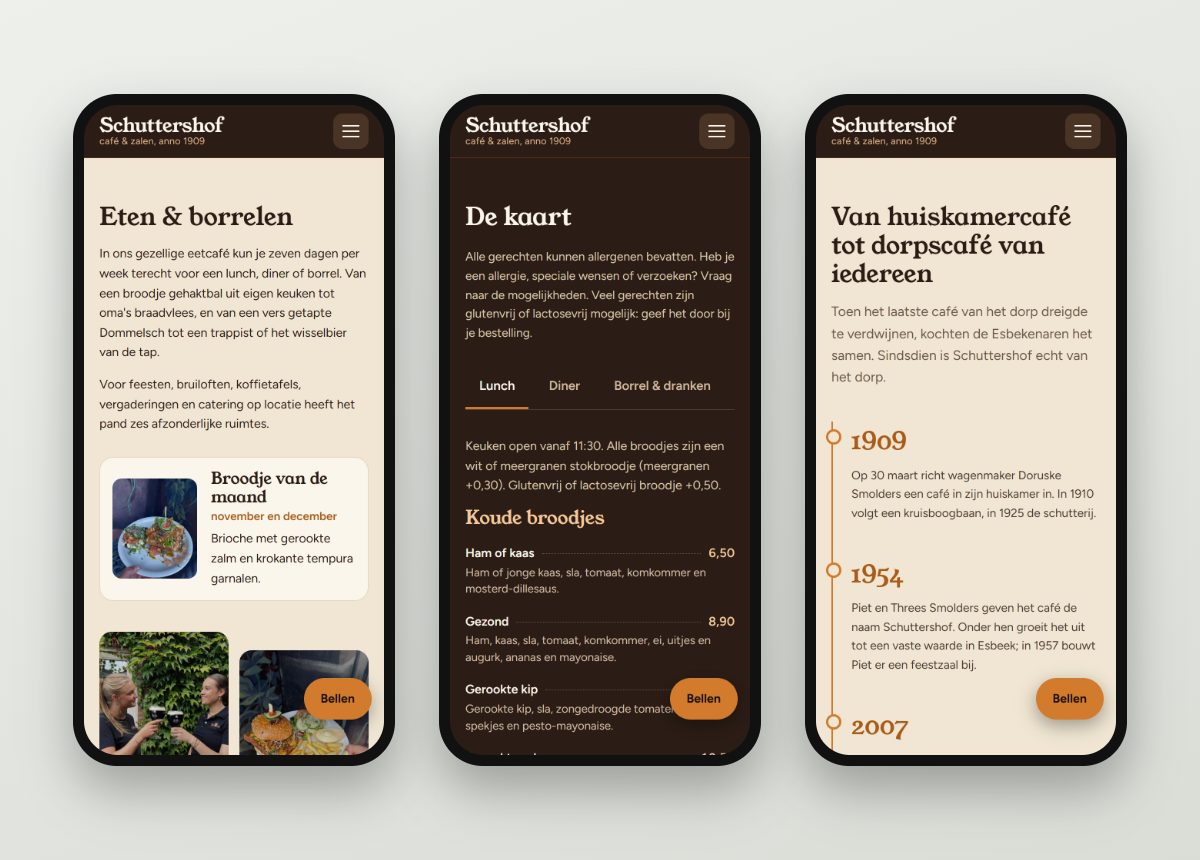 Schuttershof
café & zalen, anno 1909
Eten & borrelen
In ons gezellige eetcafé kun je zeven dagen per
week terecht voor een lunch, diner of borrel. Van
een broodje gehaktbal uit eigen keuken tot
oma's braadvlees, en van een vers getapte
Dommelsch tot een trappist of het wisselbier
van de tap.
Voor feesten, bruiloften, koffietafels,
vergaderingen en catering op locatie heeft het
pand zes afzonderlijke ruimtes.
Broodje van de
maand
november en december
Brioche met gerookte
zalm en krokante tempura
garnalen.
Bellen
Schuttershof
café & zalen, anno 1909
De kaart
Alle gerechten kunnen allergenen bevatten. Heb je
een allergie, speciale wensen of verzoeken? Vraag
naar de mogelijkheden. Veel gerechten zijn
glutenvrij of lactosevrij mogelijk: geef het door bij
je bestelling.
Lunch Diner Borrel & dranken
Keuken open vanaf 11:30. Alle broodjes zijn een
wit of meergranen stokbroodje (meergranen
+0,30). Glutenvrij of lactosevrij broodje +0,50.
Koude broodjes
Ham of kaas 6,50
Ham of jonge kaas, sla, tomaat, komkommer en
mosterd-dillesaus.
Gezond 8,90
Ham, kaas, sla, tomaat, komkommer, ei, uitjes en
augurk, ananas en mayonaise.
Gerookte kip
Gerookte kip, sla, zongedroogde
spekjes en pesto-mayonaise.
Bellen
Schuttershof
café & zalen, anno 1909
Van huiskamercafé
tot dorpscafé van
iedereen
Toen het laatste café van het dorp dreigde
te verdwijnen, kochten de Esbekenaren het
samen. Sindsdien is Schuttershof echt van
het dorp.
1909
Op 30 maart richt wagenmaker Doruske
Smolders een café in zijn huiskamer in. In 1910
volgt een kruisboogbaan, in 1925 de schutterij.
1954
Piet en Threes Smolders geven het café de
naam Schuttershof. Onder hen groeit het uit
tot een vaste waarde in Esbeek; in 1957 bouwt
Piet er een feestzaal bij.
Bellen
2007